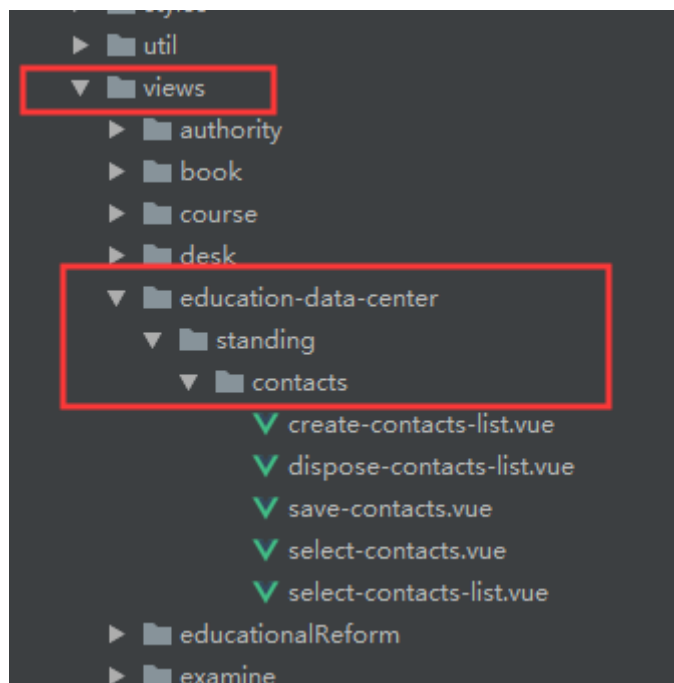 util
views
authority
book
course
desk
education-data-center
standing
contacts
create-contacts-list.vue
dispose-contacts-list.vue
save-contacts.vue
select-contacts.vue
select-contacts-list.vue
educationalReform
examine